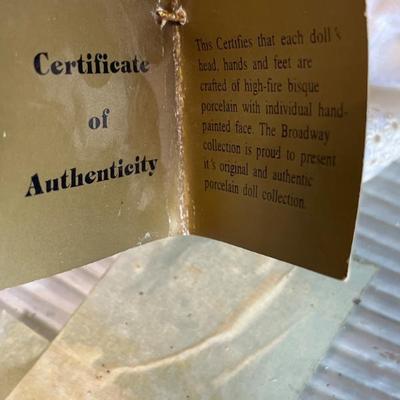 Certificate
of
Authenticity
This Certifies that each doll's
head, hands and feet are
crafted of high-fire bisque
porcelain with individual hand-
painted face. The Broadway
collection is proud to present
it's original and authentic
porcelain doll collection.